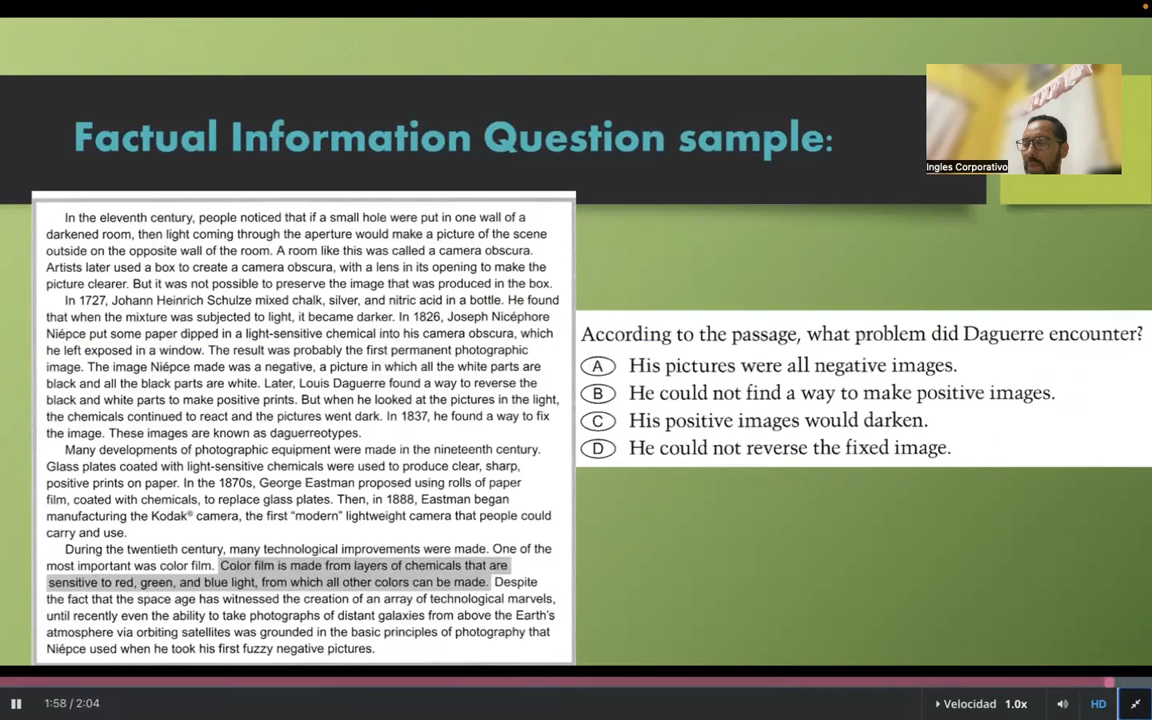 Factual Information Question sample:
Ingles Corporativo
In the eleventh century, people noticed that if a small hole were put in one wall of a
darkened room, then light coming through the aperture would make a picture of the scene
outside on the opposite wall of the room. A room like this was called a camera obscura.
Artists later used a box to create a camera obscura, with a lens in its opening to make the
picture clearer. But it was not possible to preserve the image that was produced in the box.
In 1727, Johann Heinrich Schulze mixed chalk, silver, and nitric acid in a bottle. He found
that when the mixture was subjected to light, it became darker. In 1826, Joseph Nicéphore
Niépce put some paper dipped in a light-sensitive chemical into his camera obscura, which
he left exposed in a window. The result was probably the first permanent photographic
image. The image Niépce made was a negative, a picture in which all the white parts are
black and all the black parts are white. Later, Louis Daguerre found a way to reverse the
black and white parts to make positive prints. But when he looked at the pictures in the light,
the chemicals continued to react and the pictures went dark. In 1837, he found a way to fix
the image. These images are known as daguerreotypes.
Many developments of photographic equipment were made in the nineteenth century.
Glass plates coated with light-sensitive chemicals were used to produce clear, sharp,
positive prints on paper. In the 1870s, George Eastman proposed using rolls of paper
film, coated with chemicals, to replace glass plates. Then, in 1888, Eastman began
manufacturing the Kodak® camera, the first "modern" lightweight camera that people could
carry and use.
During the twentieth century, many technological improvements were made. One of the
most important was color film. Color film is made from layers of chemicals that are
sensitive to red, green, and blue light, from which all other colors can be made. Despite
the fact that the space age has witnessed the creation of an array of technological marvels,
until recently even the ability to take photographs of distant galaxies from above the Earth's
atmosphere via orbiting satellites was grounded in the basic principles of photography that
Niépce used when he took his first fuzzy negative pictures.
According to the passage, what problem did Daguerre encounter?
A His pictures were all negative images.
B He could not find a way to make positive images.
C His positive images would darken.
D He could not reverse the fixed image.
1:58 / 2:04
Velocidad 1.0x
HD